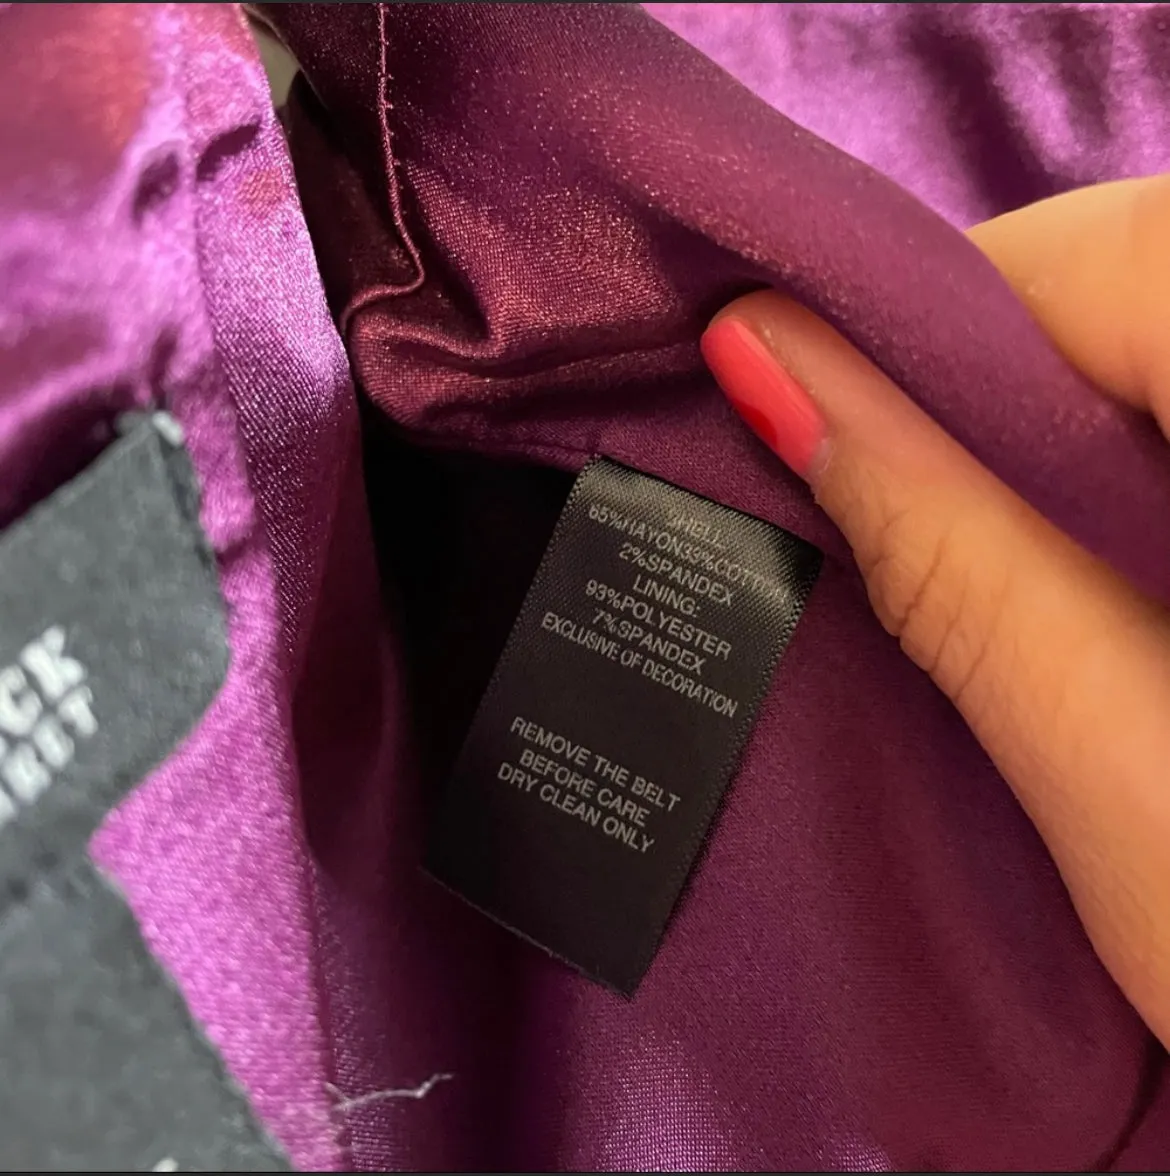 SHELL:
65%RAYON33%COTTON
2%SPANDEX
LINING:
93%POLYESTER
7%SPANDEX
EXCLUSIVE OF DECORATION
REMOVE THE BELT
BEFORE CARE
DRY CLEAN ONLY